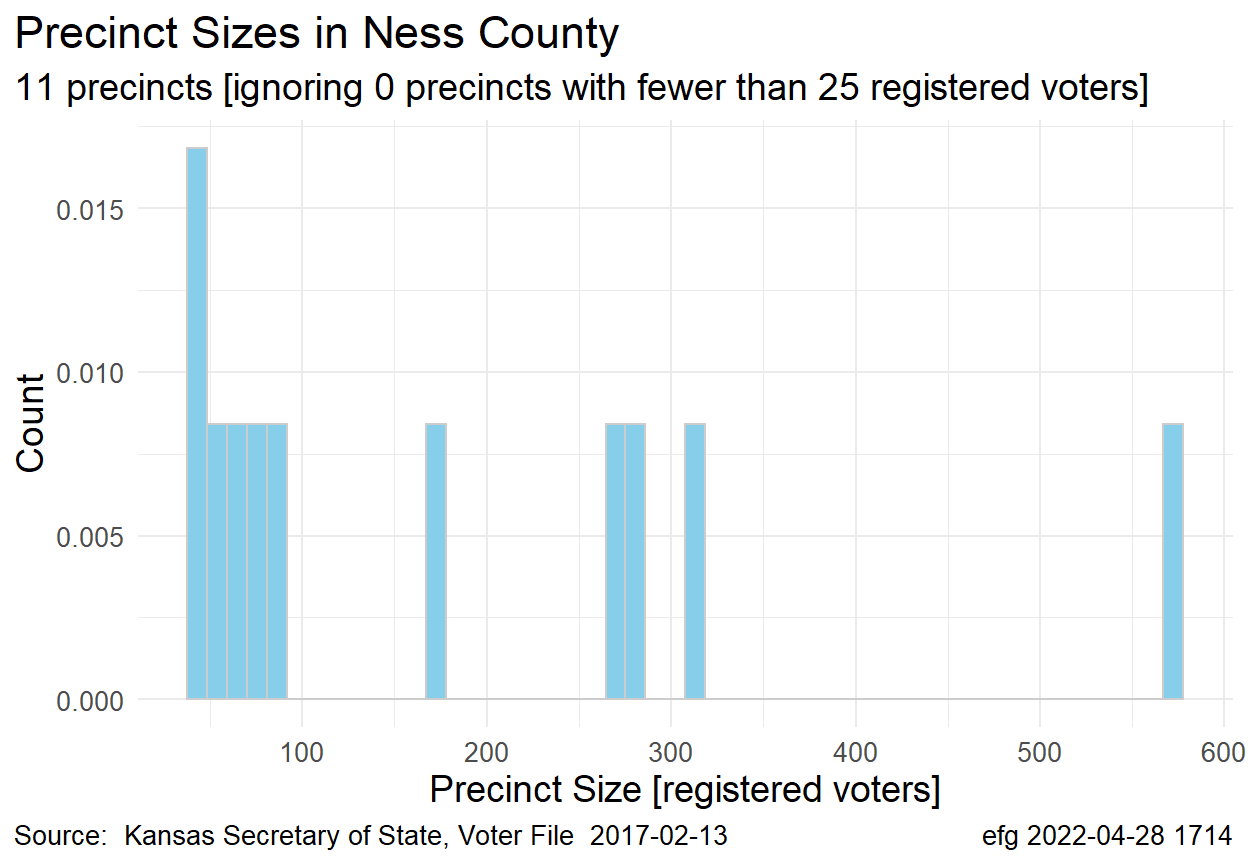 Precinct Sizes in Ness County
11 precincts [ignoring 0 precincts with fewer than 25 registered voters]
0.015
0.010
0.005
0.000
Count
100 200 300 400 500 600
Precinct Size [registered voters]
Source:  Kansas Secretary of State, Voter File  2017-02-13
efg 2022-04-28 1714